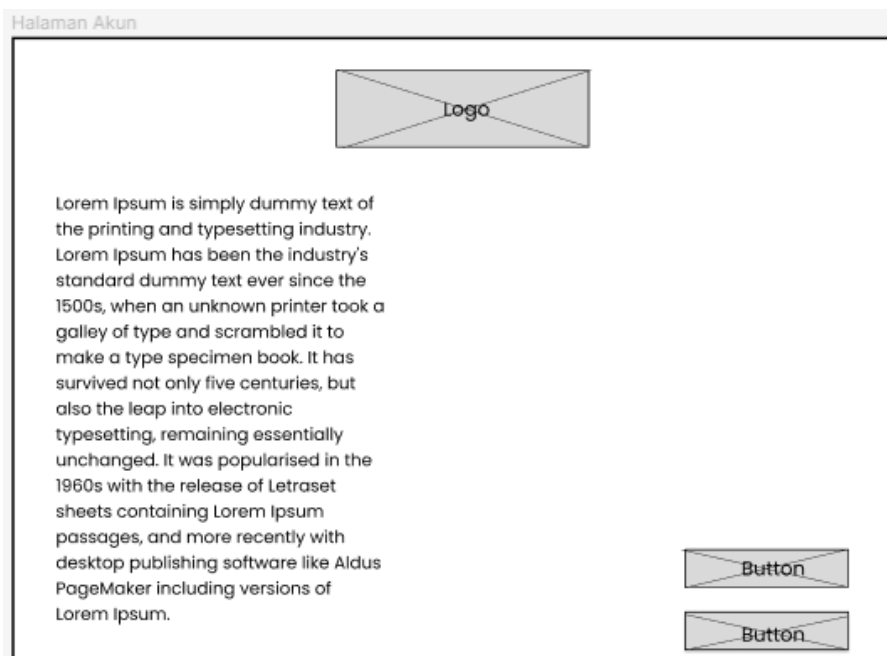 Halaman Akun
Logo
Lorem Ipsum is simply dummy text of
the printing and typesetting industry.
Lorem Ipsum has been the industry's
standard dummy text ever since the
1500s, when an unknown printer took a
galley of type and scrambled it to
make a type specimen book. It has
survived not only five centuries, but
also the leap into electronic
typesetting, remaining essentially
unchanged. It was popularised in the
1960s with the release of Letraset
sheets containing Lorem Ipsum
passages, and more recently with
desktop publishing software like Aldus
PageMaker including versions of
Lorem Ipsum.
Button
Button